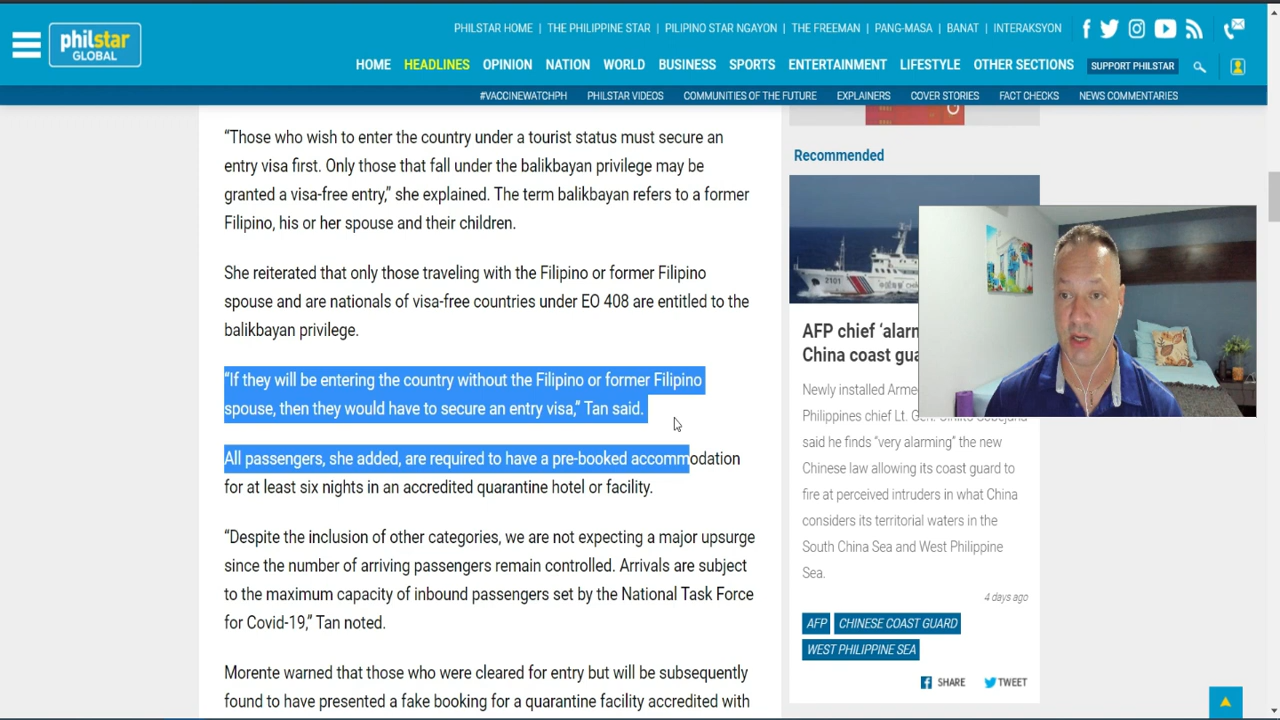 philstar
GLOBAL
PHILSTAR HOME | THE PHILIPPINE STAR | PILIPINO STAR NGAYON | THE FREEMAN | PANG-MASA | BANAT | INTERAKSYON
HOME HEADLINES OPINION NATION WORLD BUSINESS SPORTS ENTERTAINMENT LIFESTYLE OTHER SECTIONS SUPPORT PHILSTAR
#VACCINEWATCHPH PHILSTAR VIDEOS COMMUNITIES OF THE FUTURE EXPLAINERS COVER STORIES FACT CHECKS NEWS COMMENTARIES
“Those who wish to enter the country under a tourist status must secure an
entry visa first. Only those that fall under the balikbayan privilege may be
granted a visa-free entry,” she explained. The term balikbayan refers to a former
Filipino, his or her spouse and their children.
She reiterated that only those traveling with the Filipino or former Filipino
spouse and are nationals of visa-free countries under EO 408 are entitled to the
balikbayan privilege.
“If they will be entering the country without the Filipino or former Filipino
spouse, then they would have to secure an entry visa,” Tan said.
All passengers, she added, are required to have a pre-booked accommodation
for at least six nights in an accredited quarantine hotel or facility.
“Despite the inclusion of other categories, we are not expecting a major upsurge
since the number of arriving passengers remain controlled. Arrivals are subject
to the maximum capacity of inbound passengers set by the National Task Force
for Covid-19,” Tan noted.
Morente warned that those who were cleared for entry but will be subsequently
found to have presented a fake booking for a quarantine facility accredited with
Recommended
2101
AFP chief ‘alarm
China coast gua
Newly installed Arme
Philippines chief Lt. Gen.
said he finds “very alarming” the new
Chinese law allowing its coast guard to
fire at perceived intruders in what China
considers its territorial waters in the
South China Sea and West Philippine
Sea.
4 days ago
AFP CHINESE COAST GUARD
WEST PHILIPPINE SEA
SHARE TWEET